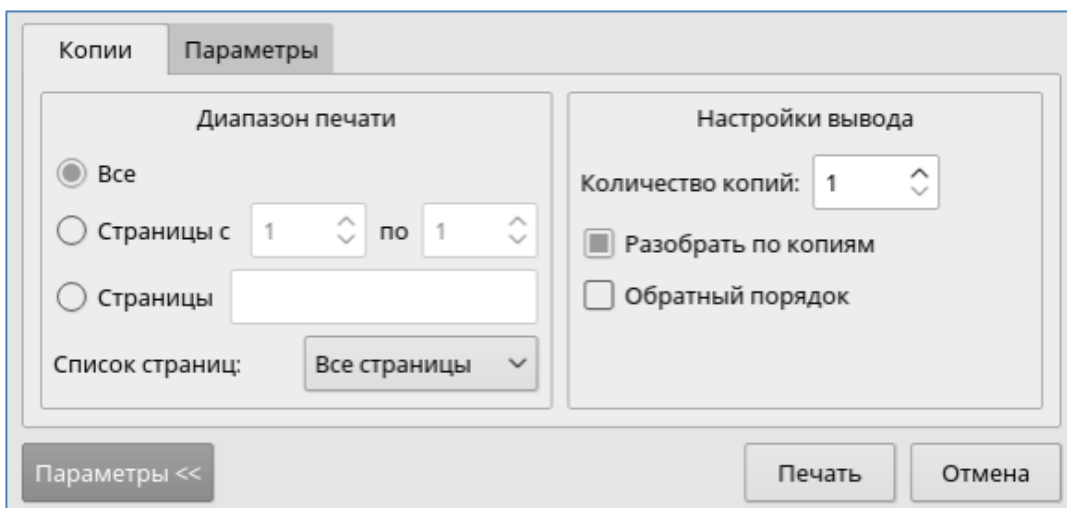 Копии Параметры
Диапазон печати
Все
Страницы с 1 по 1
Страницы
Список страниц: Все страницы
Настройки вывода
Количество копий: 1
Разобрать по копиям
Обратный порядок
Параметры << Печать Отмена